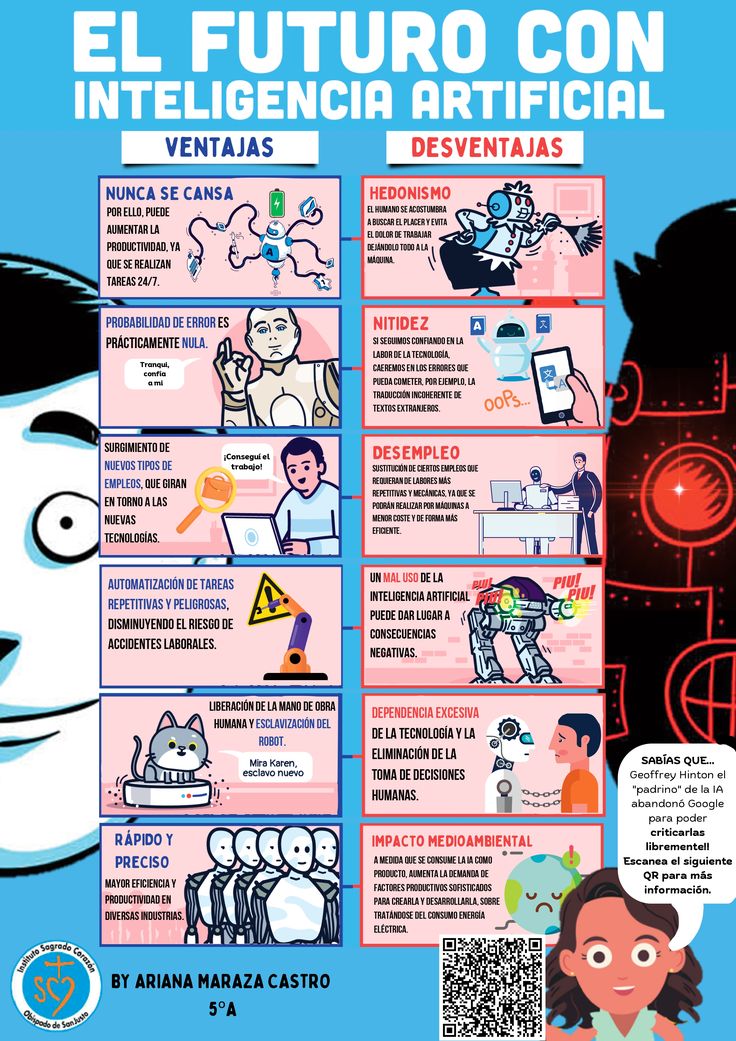 EL FUTURO CON
INTELIGENCIA ARTIFICIAL
VENTAJAS
NUNCA SE CANSA
POR ELLO, PUEDE
AUMENTAR LA
PRODUCTIVIDAD, YA
QUE SE REALIZAN
TAREAS 24/7.
A
PROBABILIDAD DE ERROR ES
PRÁCTICAMENTE NULA.
Tranqui,
confía
a mi
SURGIMIENTO DE
NUEVOS TIPOS DE
EMPLEOS, QUE GIRAN
EN TORNO A LAS
NUEVAS
TECNOLOGÍAS.
¡Conseguí el
trabajo!
AUTOMATIZACIÓN DE TAREAS
REPETITIVAS Y PELIGROSAS,
DISMINUYENDO EL RIESGO DE
ACCIDENTES LABORALES.
LIBERACIÓN DE LA MANO DE OBRA
HUMANA Y ESCLAVIZACIÓN DEL
ROBOT.
Mira Karen,
esclavo nuevo
RÁPIDO Y
PRECISO
MAYOR EFICIENCIA Y
PRODUCTIVIDAD EN
DIVERSAS INDUSTRIAS.
DESVENTAJAS
HEDONISMO
EL HUMANO SE ACOSTUMBRA
A BUSCAR EL PLACER Y EVITA
EL DOLOR DE TRABAJAR
DEJÁNDOLO TODO A LA
MÁQUINA.
NITIDEZ
SI SEGUIMOS CONFIANDO EN LA
LABOR DE LA TECNOLOGÍA,
CAEREMOS EN LOS ERRORES QUE
PUEDA COMETER, POR EJEMPLO, LA
TRADUCCIÓN INCOHERENTE DE
TEXTOS EXTRANJEROS.
A
文
文
A
OOPS...
DESEMPLEO
SUSTITUCIÓN DE CIERTOS EMPLEOS QUE
REQUIERAN DE LABORES MÁS
REPETITIVAS Y MECÁNICAS, YA QUE SE
PODRÁN REALIZAR POR MÁQUINAS A
MENOR COSTE Y DE FORMA MÁS
EFICIENTE.
UN MAL USO DE LA
INTELIGENCIA ARTIFICIAL
PUEDE DAR LUGAR A
CONSECUENCIAS
NEGATIVAS.
PIU!
PIU!
PIU!
PIU!
DEPENDENCIA EXCESIVA
DE LA TECNOLOGÍA Y LA
ELIMINACIÓN DE LA
TOMA DE DECISIONES
HUMANAS.
IMPACTO MEDIOAMBIENTAL
A MEDIDA QUE SE CONSUME LA IA COMO
PRODUCTO, AUMENTA LA DEMANDA DE
FACTORES PRODUCTIVOS SOFISTICADOS
PARA CREARLA Y DESARROLLARLA, SOBRE
TRATÁNDOSE DEL CONSUMO ENERGÍA
ELÉCTRICA.
SABÍAS QUE...
Geoffrey Hinton el
"padrino" de la IA
abandonó Google
para poder
criticarlas
libremente!!
Escanea el siguiente
QR para más
información.
Instituto Sagrado Corazón
Obispado de San Justo
BY ARIANA MARAZA CASTRO
5°A